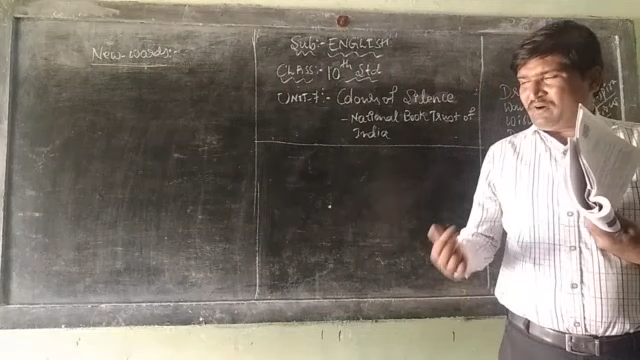 New-words:-
Sub:- ENGLISH
CLASS:- 10th Std
UNIT-7:- Colours of Silence
- National Book Trust of
India